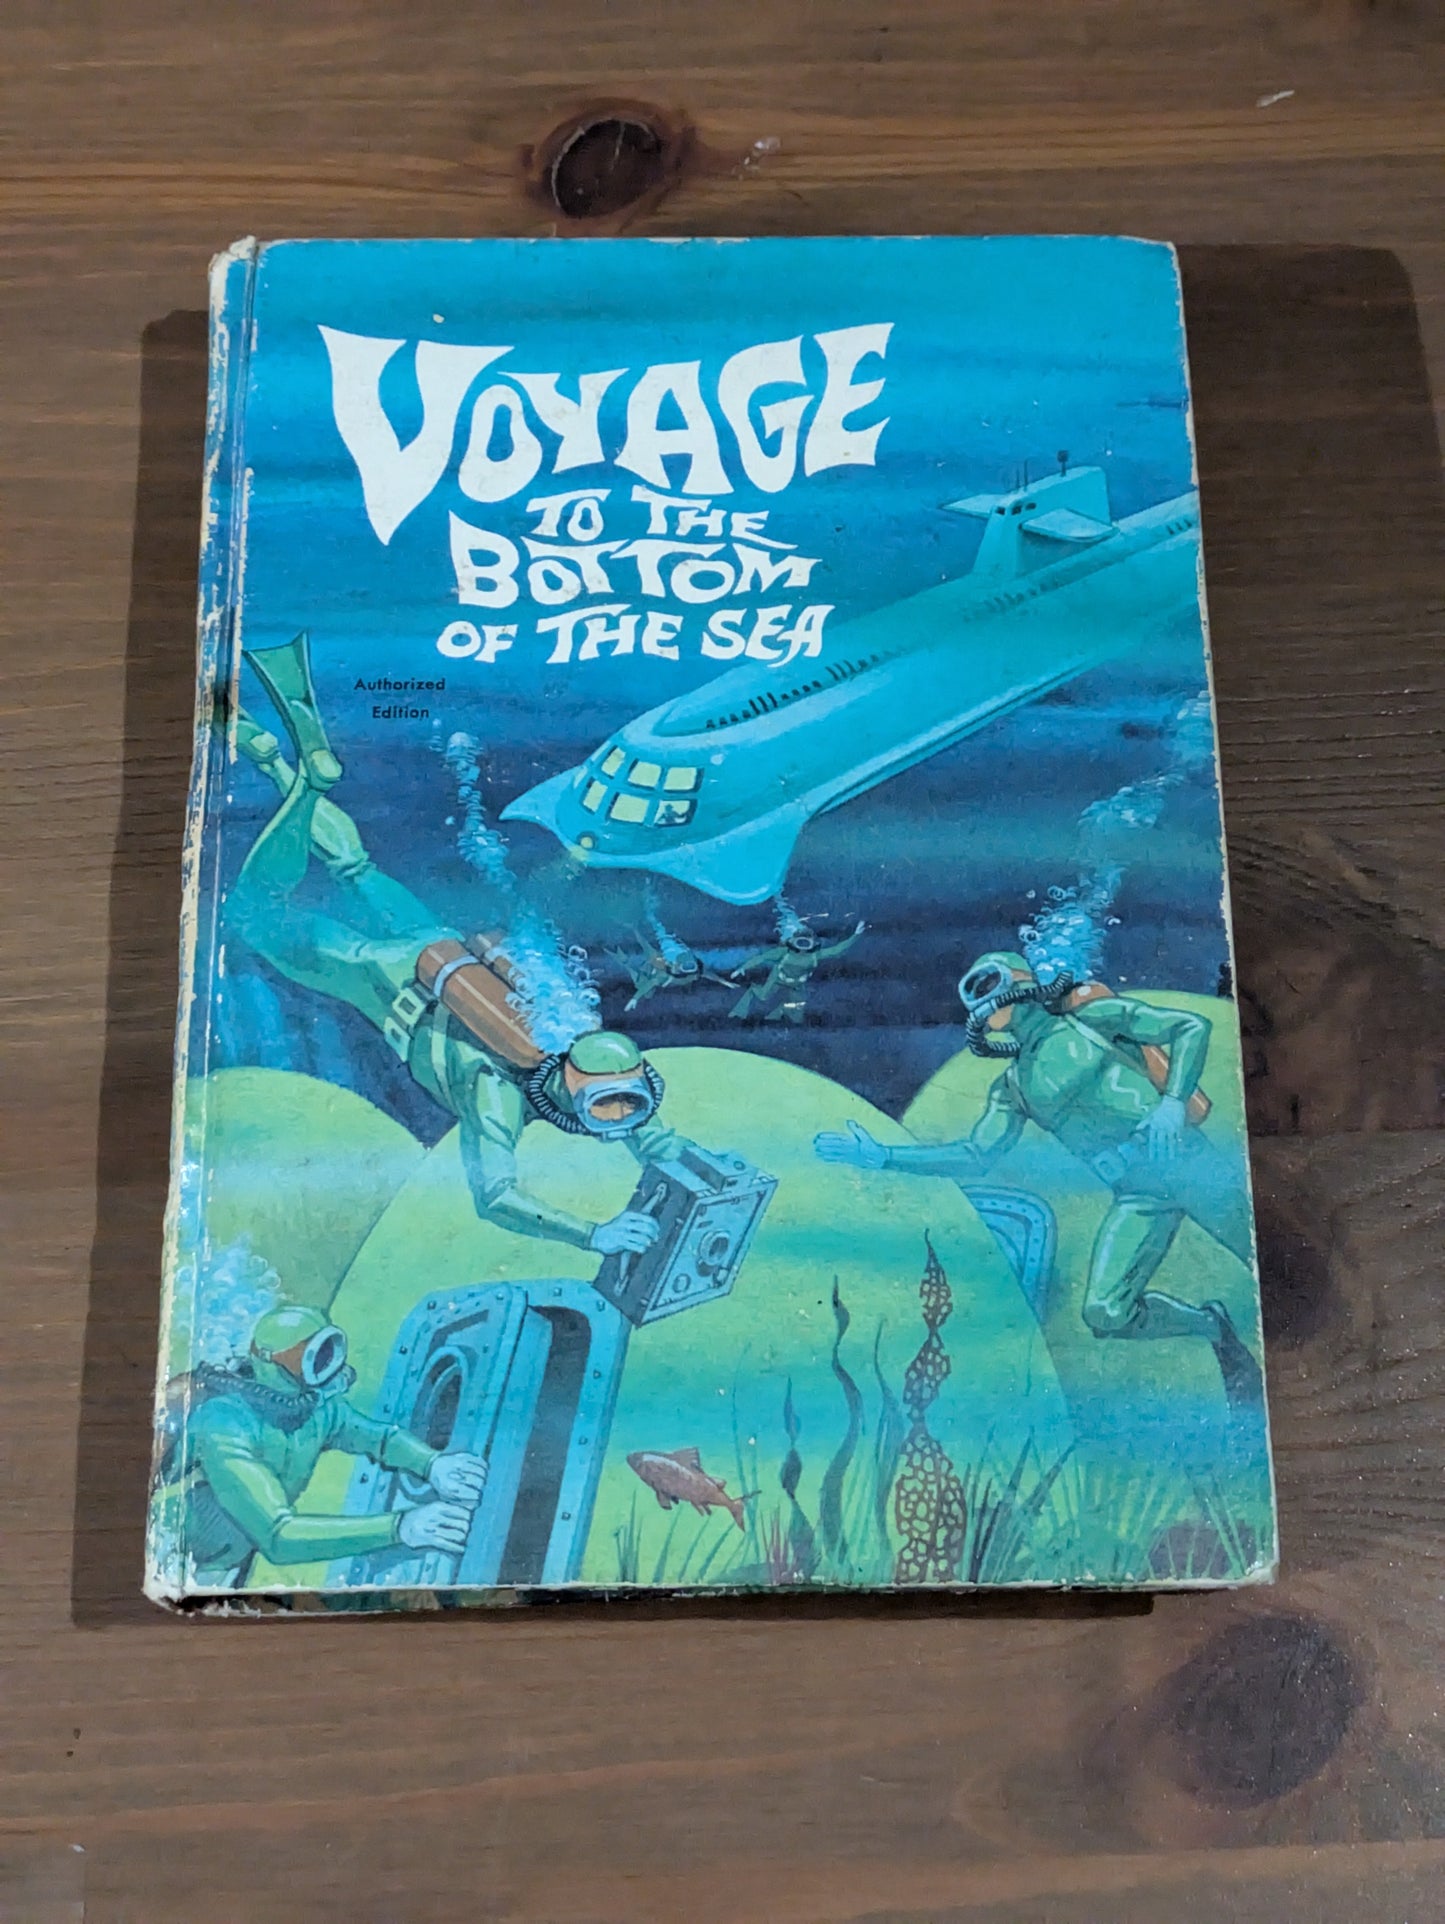 VOYAGE
TO THE
BOTTOM
OF THE SEA
Authorized
Edition